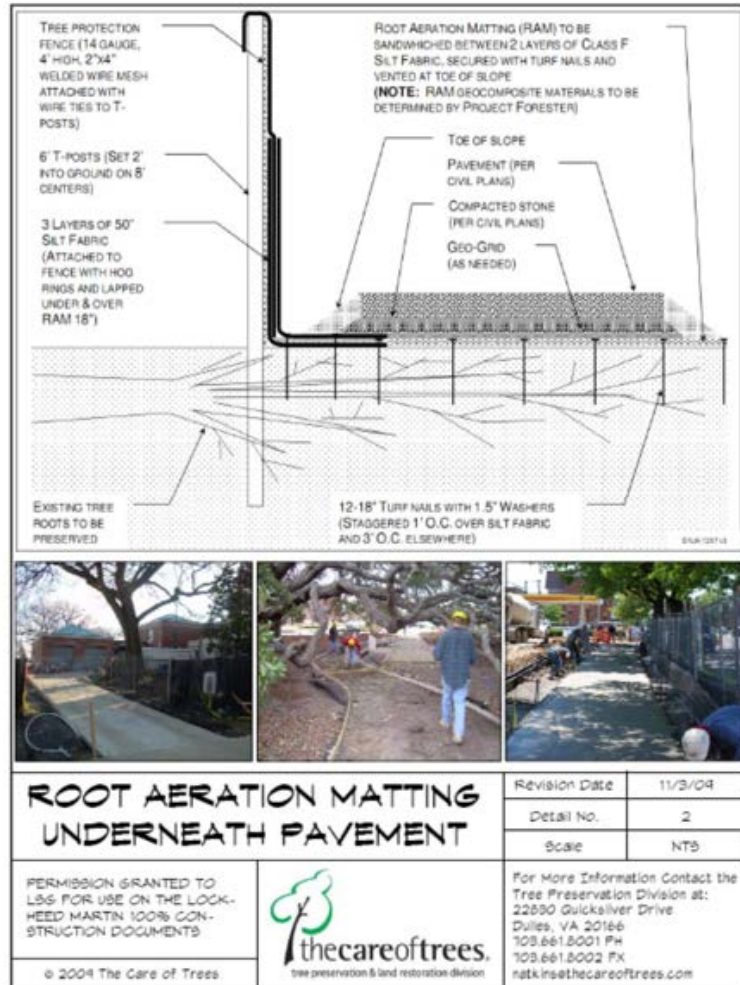 TREE PROTECTION
FENCE (14 GAUGE,
4' HIGH, 2"X4"
WELDED WIRE MESH
ATTACHED WITH
WIRE TIES TO T-
POSTS)
6' T-POSTS (SET 2'
INTO GROUND ON 8'
CENTERS)
3 LAYERS OF 50"
SILT FABRIC
(ATTACHED TO
FENCE WITH HOG
RINGS AND LAPPED
UNDER & OVER
RAM 18")
ROOT AERATION MATTING (RAM) TO BE
SANDWHICHED BETWEEN 2 LAYERS OF CLASS F
SILT FABRIC, SECURED WITH TURF NAILS AND
VENTED AT TOE OF SLOPE
(NOTE: RAM GEOCOMPOSITE MATERIALS TO BE
DETERMINED BY PROJECT FORESTER)
TOE OF SLOPE
PAVEMENT (PER
CIVIL PLANS)
COMPACTED STONE
(PER CIVIL PLANS)
GEO-GRID
(AS NEEDED)
EXISTING TREE
ROOTS TO BE
PRESERVED
12-18" TURF NAILS WITH 1.5" WASHERS
(STAGGERED 1' O.C. OVER SILT FABRIC
AND 3' O.C. ELSEWHERE)
ROOT AERATION MATTING
UNDERNEATH PAVEMENT
Revision Date 11/3/09
Detail No. 2
Scale NTS
PERMISSION GRANTED TO
LSG FOR USE ON THE LOCK-
HEED MARTIN 100% CON-
STRUCTION DOCUMENTS
© 2009 The Care of Trees
thecareoftrees.
tree preservation & land restoration division
For More Information Contact the
Tree Preservation Division at:
22880 Quicksilver Drive
Dulles, VA 20166
703.661.8001 PH
703.661.8002 FX
natkins@thecareoftrees.com